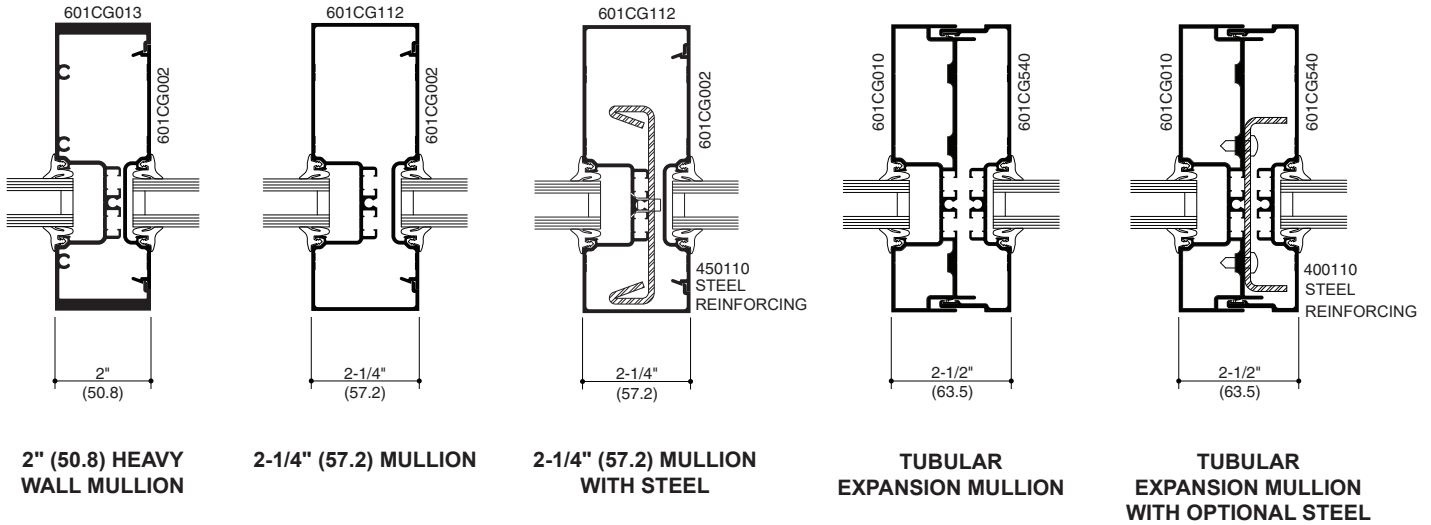 601CG013
601CG002
2"
(50.8)
2" (50.8) HEAVY
WALL MULLION
601CG112
601CG002
2-1/4"
(57.2)
2-1/4" (57.2) MULLION
601CG112
601CG002
450110
STEEL
REINFORCING
2-1/4"
(57.2)
2-1/4" (57.2) MULLION
WITH STEEL
601CG010
601CG540
2-1/2"
(63.5)
TUBULAR
EXPANSION MULLION
601CG010
601CG540
400110
STEEL
REINFORCING
2-1/2"
(63.5)
TUBULAR
EXPANSION MULLION
WITH OPTIONAL STEEL